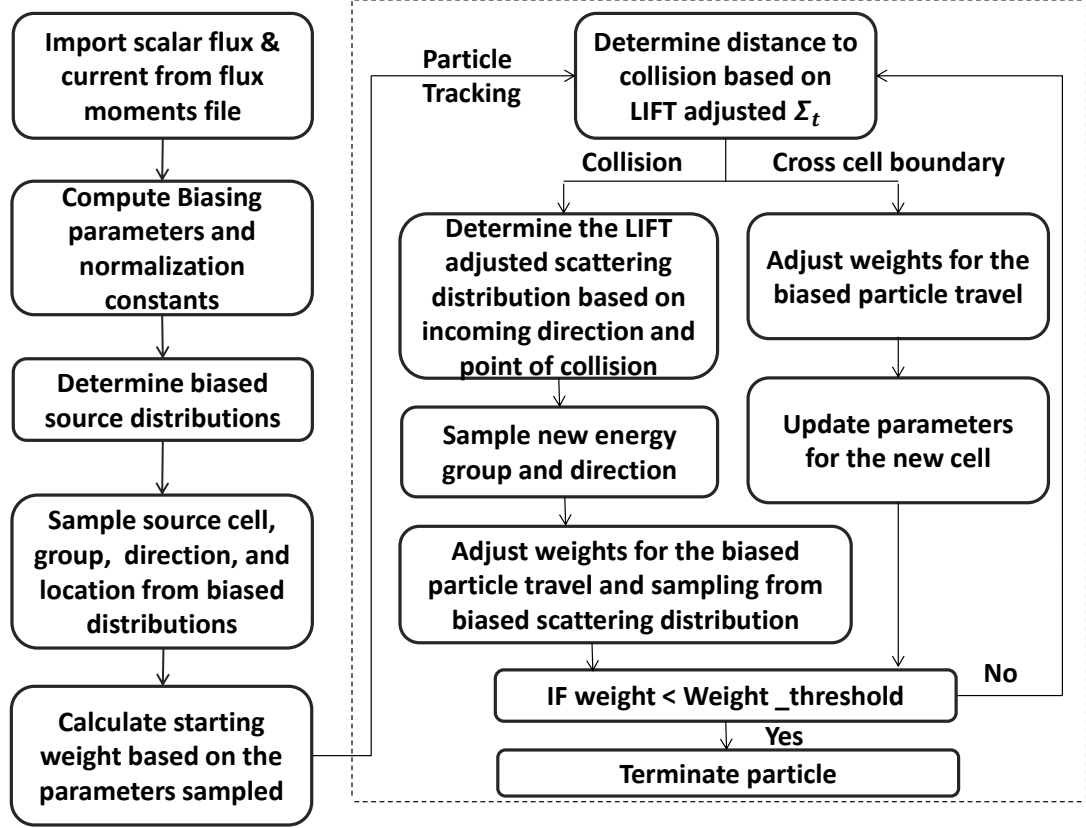 Import scalar flux &
current from flux
moments file
Compute Biasing
parameters and
normalization
constants
Determine biased
source distributions
Sample source cell,
group, direction, and
location from biased
distributions
Calculate starting
weight based on the
parameters sampled
Particle
Tracking
Determine distance to
collision based on
LIFT adjusted Σt
Collision
Cross cell boundary
Determine the LIFT
adjusted scattering
distribution based on
incoming direction and
point of collision
Sample new energy
group and direction
Adjust weights for the biased
particle travel and sampling from
biased scattering distribution
Adjust weights for the
biased particle travel
Update parameters
for the new cell
IF weight < Weight _threshold
No
Yes
Terminate particle